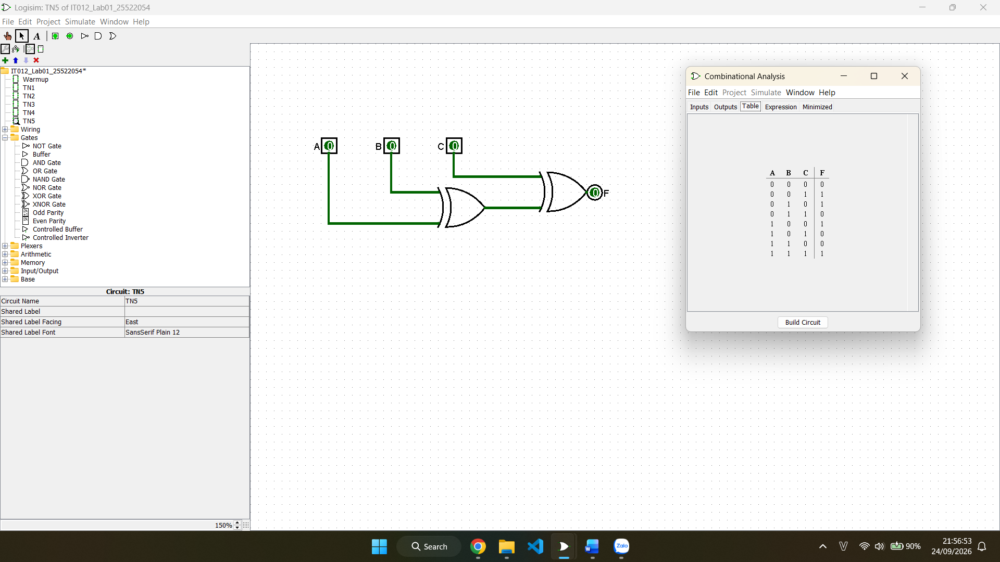 Logisim: TN5 of IT012_Lab01_25522054
File Edit Project Simulate Window Help
A
IT012_Lab01_25522054*
Warmup
TN1
TN2
TN3
TN4
TN5
Wiring
Gates
NOT Gate
Buffer
AND Gate
OR Gate
NAND Gate
NOR Gate
XOR Gate
XNOR Gate
Odd Parity
Even Parity
Controlled Buffer
Controlled Inverter
Plexers
Arithmetic
Memory
Input/Output
Base
Circuit: TN5
Circuit Name TN5
Shared Label
Shared Label Facing East
Shared Label Font SansSerif Plain 12
150%
A 0 B 0 C 0
0 F
Combinational Analysis
File Edit Project Simulate Window Help
Inputs Outputs Table Expression Minimized
A B C F
0 0 0 0
0 0 1 1
0 1 0 1
0 1 1 0
1 0 0 1
1 0 1 0
1 1 0 0
1 1 1 1
Build Circuit
Search
W
Zalo
V
90%
21:56:53
24/09/2026